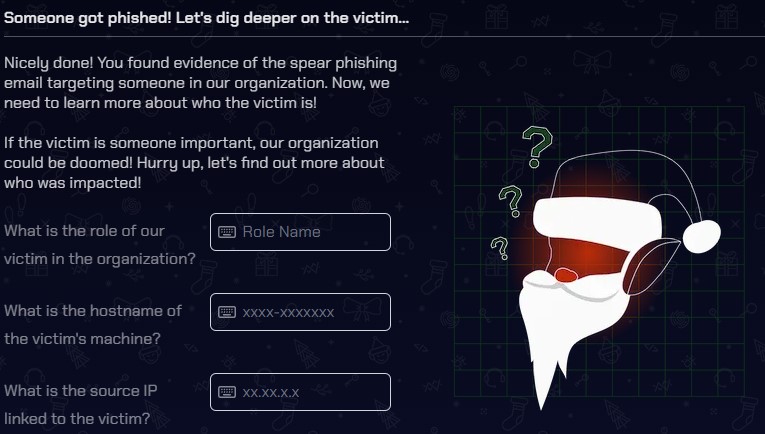 Someone got phished! Let's dig deeper on the victim...
Nicely done! You found evidence of the spear phishing
email targeting someone in our organization. Now, we
need to learn more about who the victim is!
If the victim is someone important, our organization
could be doomed! Hurry up, let's find out more about
who was impacted!
What is the role of our
victim in the organization?
Role Name
What is the hostname of
the victim's machine?
xxxx-xxxxxxx
What is the source IP
linked to the victim?
xx.xx.x.x
?
?
?